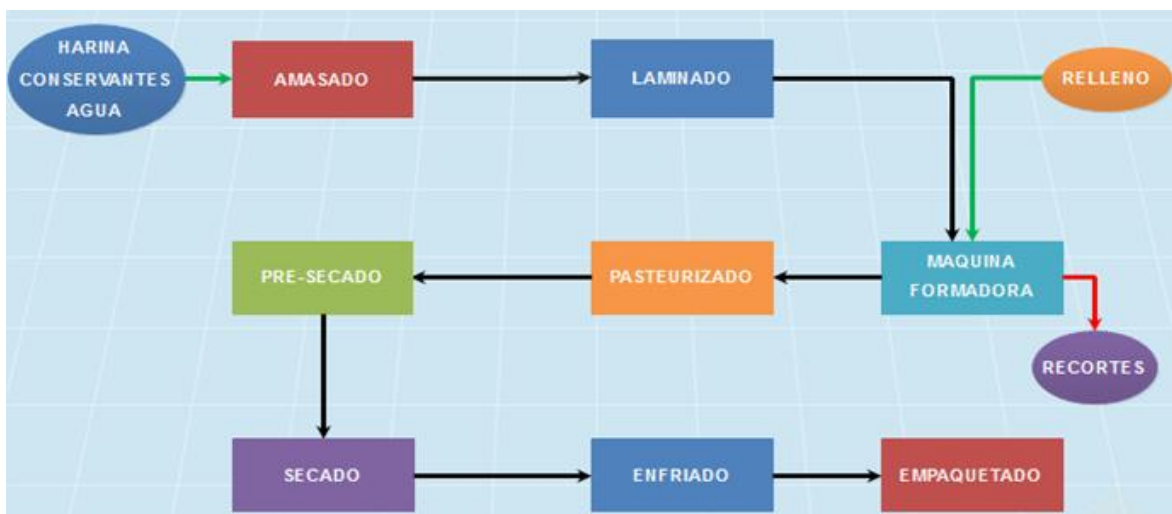 HARINA
CONSERVANTES
AGUA
AMASADO
LAMINADO
RELLENO
PRE-SECADO
PASTEURIZADO
MAQUINA
FORMADORA
RECORTES
SECADO
ENFRIADO
EMPAQUETADO